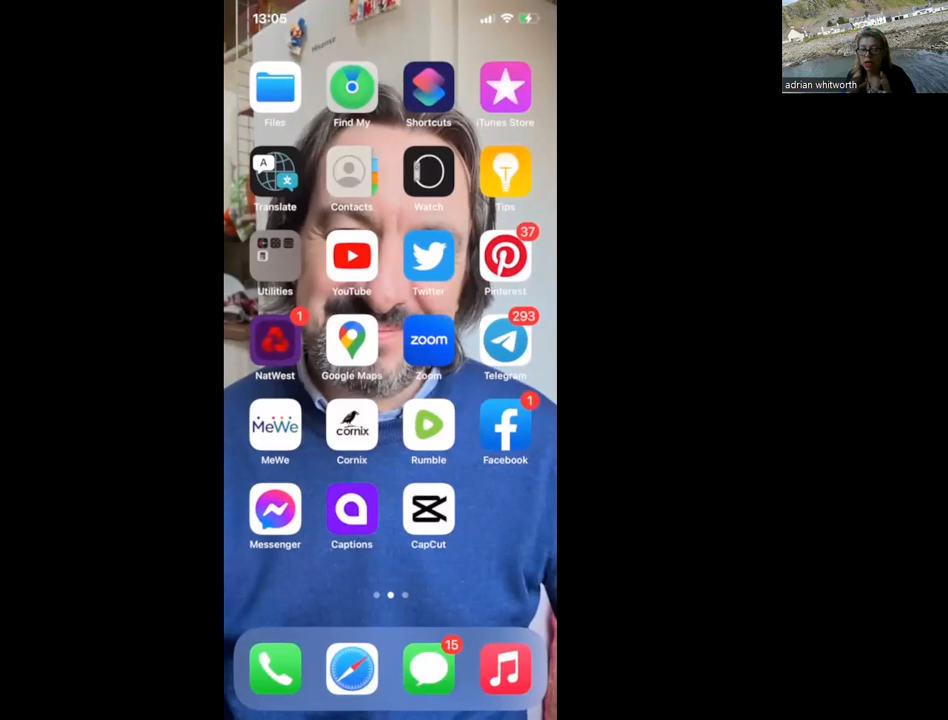 13:05
Hisense
adrian whitworth
Files
Find My
Shortcuts
iTunes Store
A
文
Translate
Contacts
Watch
T
Tips
37
Utilities
YouTube
Twitter
Pinterest
1
zoom
293
NatWest
Google Maps
Zoom
Telegram
MeWe
cornix
1
MeWe
Cornix
Rumble
Facebook
Messenger
Captions
CapCut
15